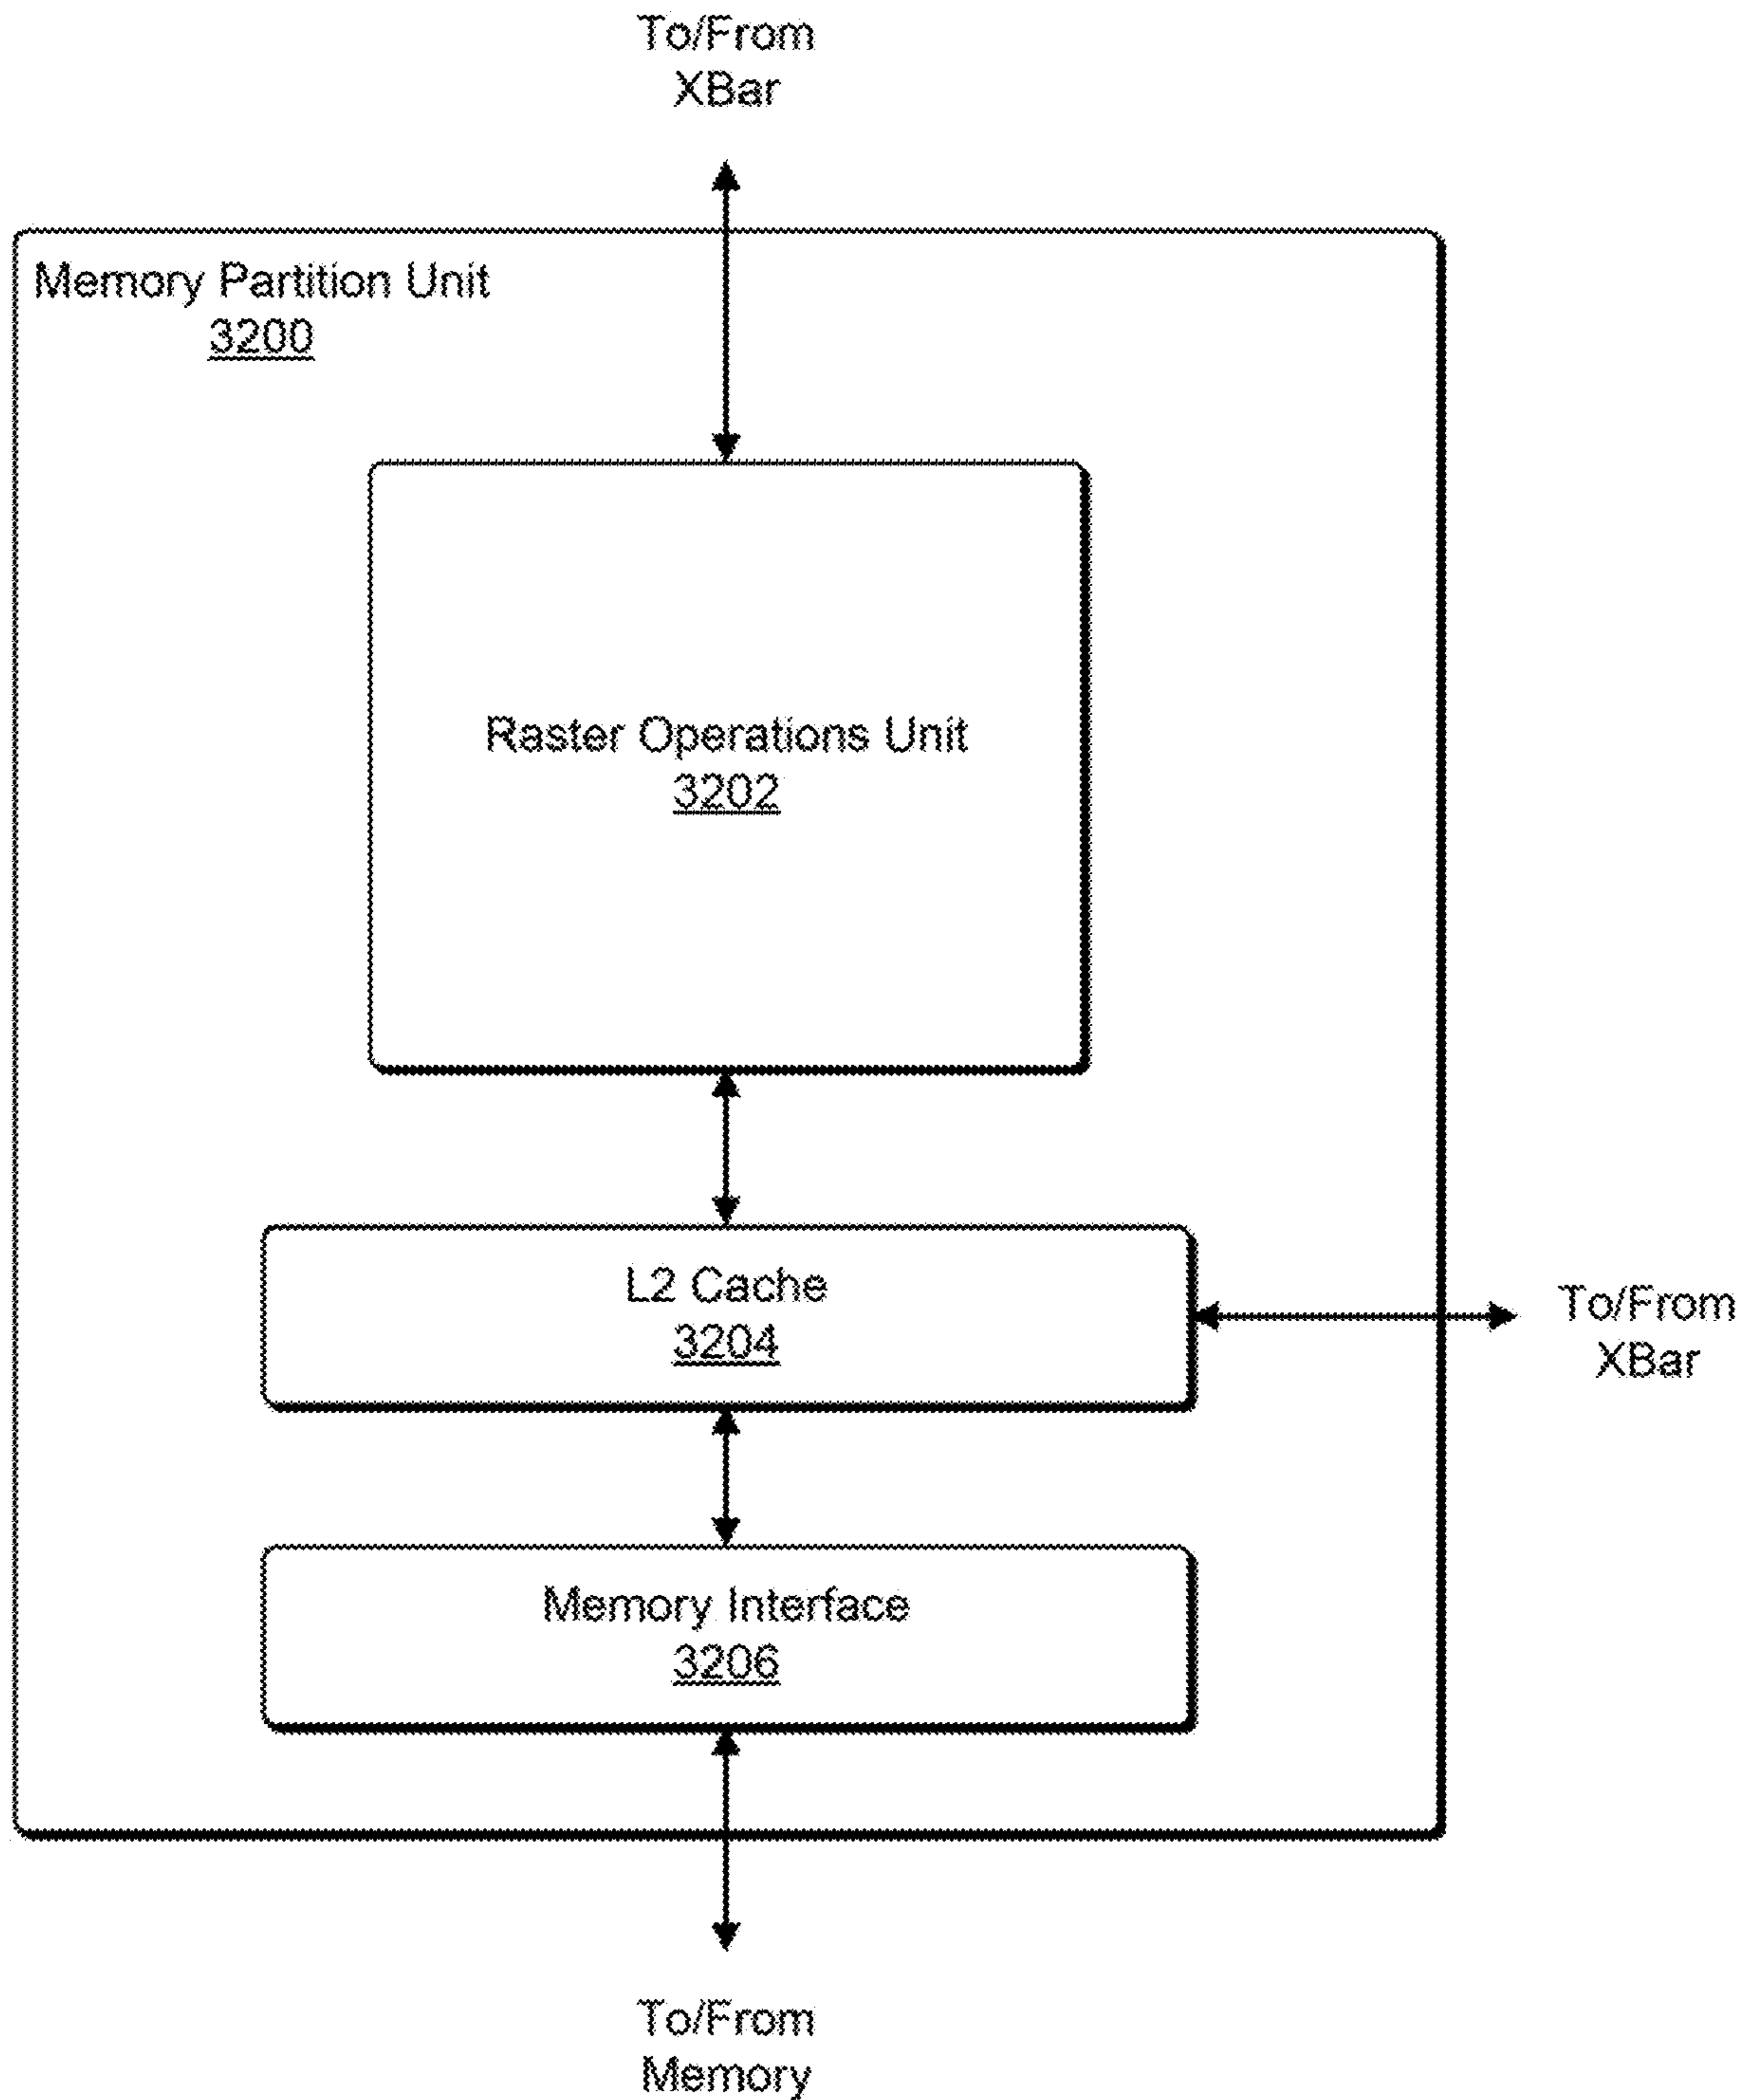 To/From
XBar
Memory Partition Unit
3200
Raster Operations Unit
3202
L2 Cache
3204
To/From
XBar
Memory Interface
3206
To/From
Memory